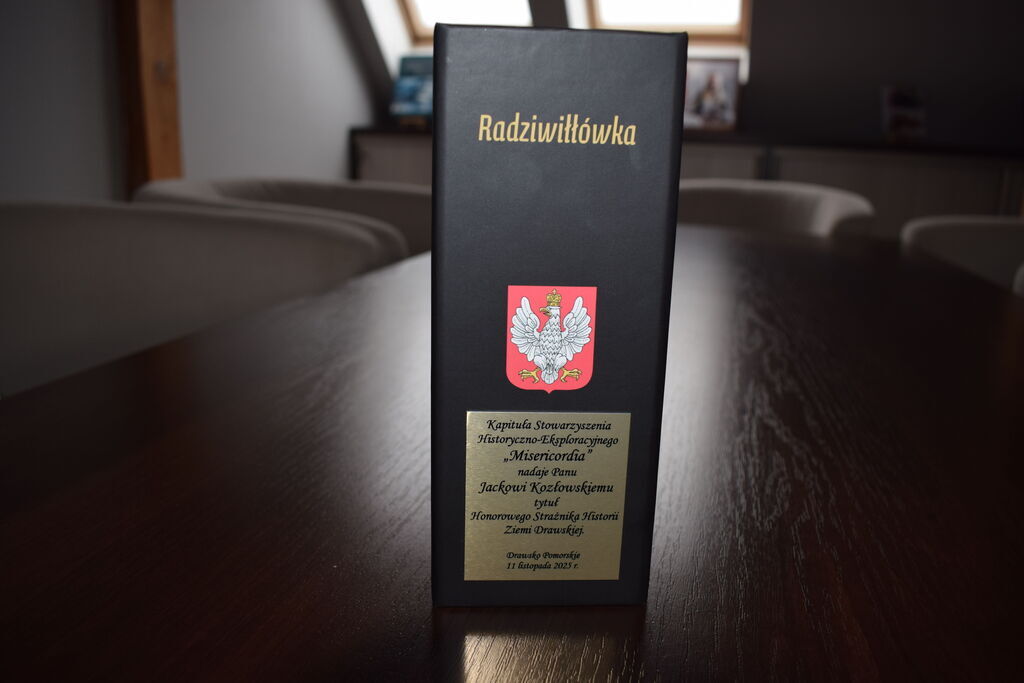 Radziwiłłówka
Kapituła Stowarzyszenia
Historyczno-Eksploracyjnego
„Misericordia”
nadaje Panu
Jackowi Kozłowskiemu
tytuł
Honorowego Strażnika Historii
Ziemi Drawskiej.
Drawsko Pomorskie
11 listopada 2025 r.